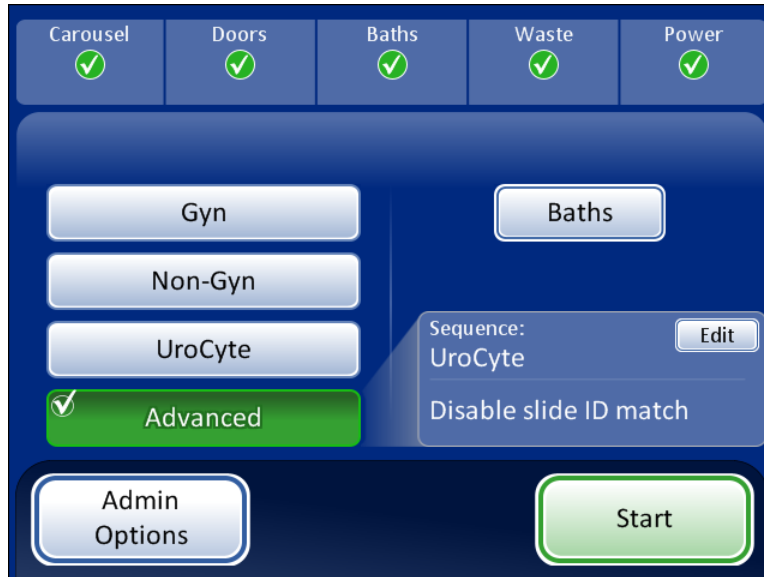 Carousel
Doors
Baths
Waste
Power
Gyn
Baths
Non-Gyn
UroCyte
Sequence:
Edit
UroCyte
Advanced
Disable slide ID match
Admin
Options
Start